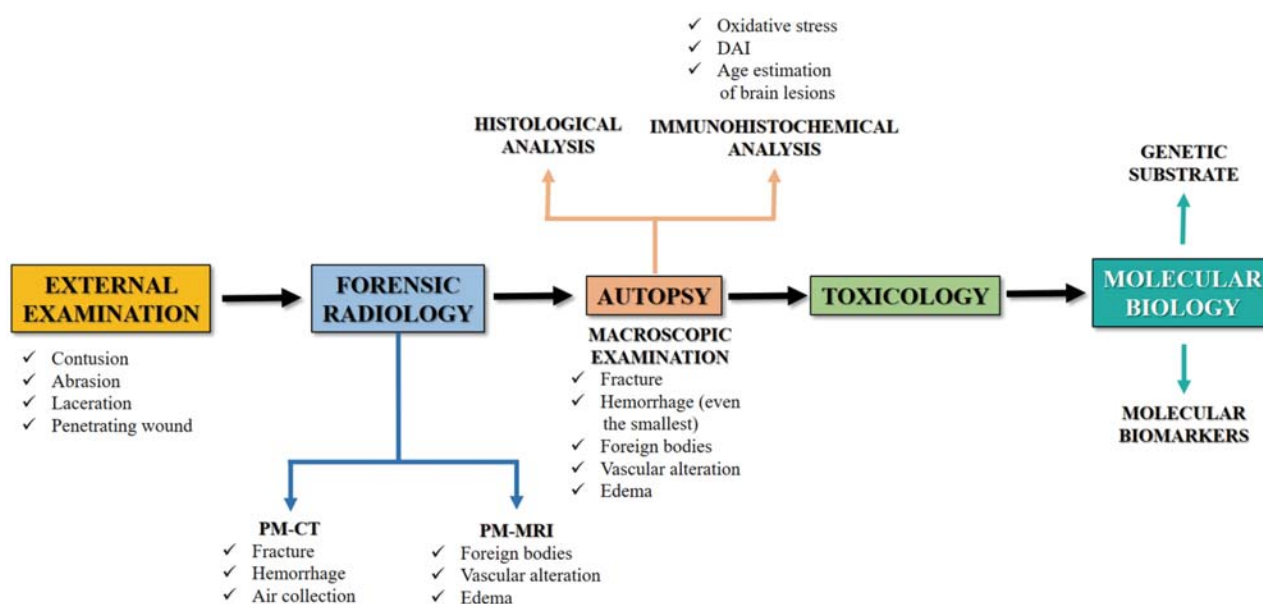 ✓ Oxidative stress
✓ DAI
✓ Age estimation
of brain lesions
HISTOLOGICAL
ANALYSIS
IMMUNOHISTOCHEMICAL
ANALYSIS
GENETIC
SUBSTRATE
EXTERNAL
EXAMINATION
FORENSIC
RADIOLOGY
AUTOPSY
TOXICOLOGY
MOLECULAR
BIOLOGY
✓ Contusion
✓ Abrasion
✓ Laceration
✓ Penetrating wound
MACROSCOPIC
EXAMINATION
✓ Fracture
✓ Hemorrhage (even
the smallest)
✓ Foreign bodies
✓ Vascular alteration
✓ Edema
MOLECULAR
BIOMARKERS
PM-CT
✓ Fracture
✓ Hemorrhage
✓ Air collection
PM-MRI
✓ Foreign bodies
✓ Vascular alteration
✓ Edema